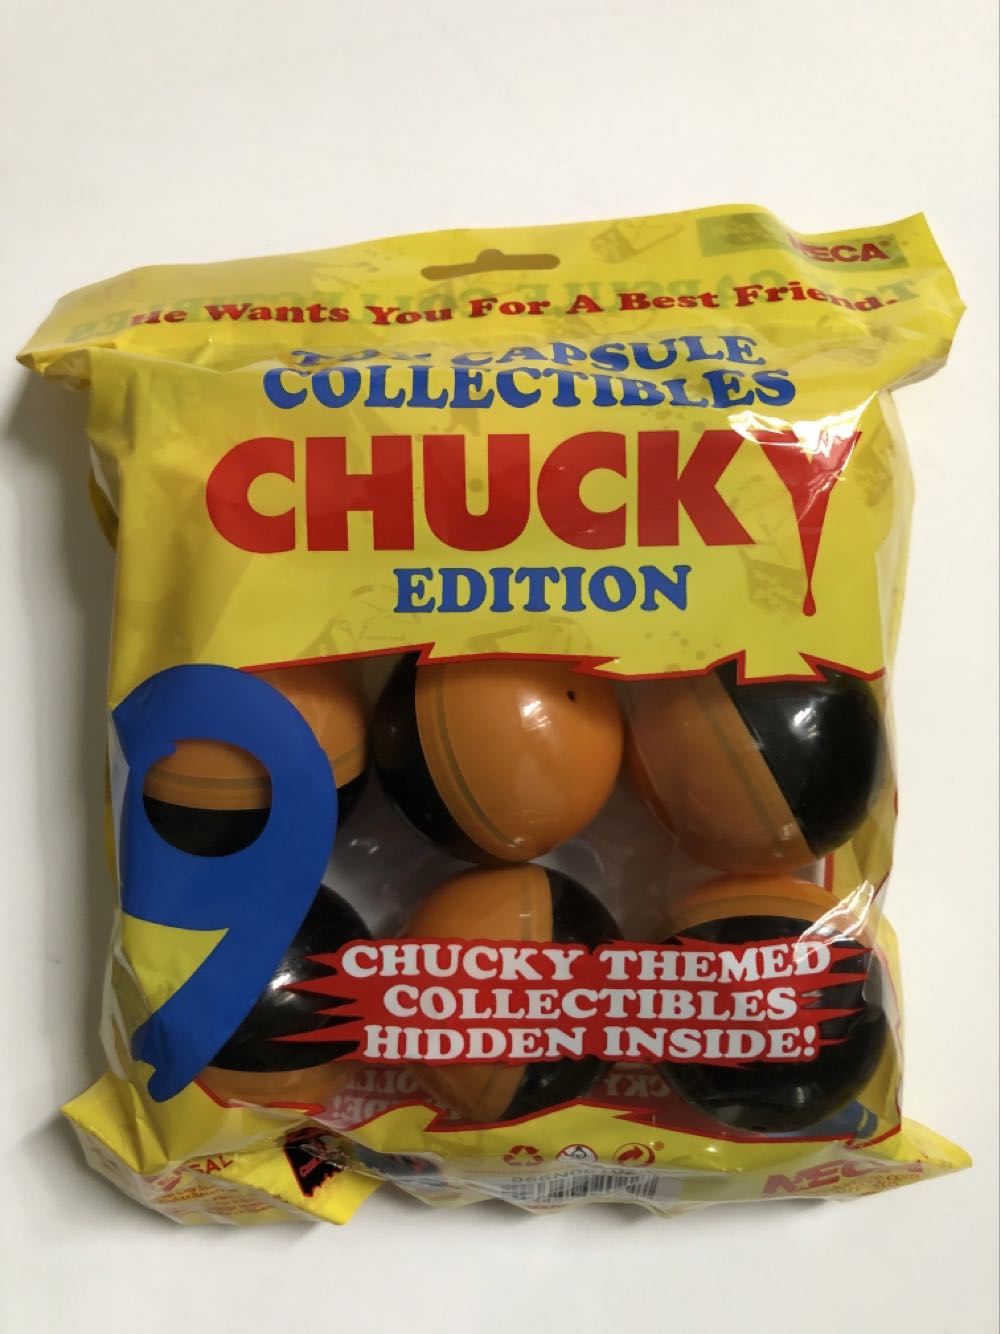 NECA
He Wants You For A Best Friend.
TOY CAPSULE
COLLECTIBLES
CHUCKY
EDITION
9
CHUCKY THEMED
COLLECTIBLES
HIDDEN INSIDE!
NECA